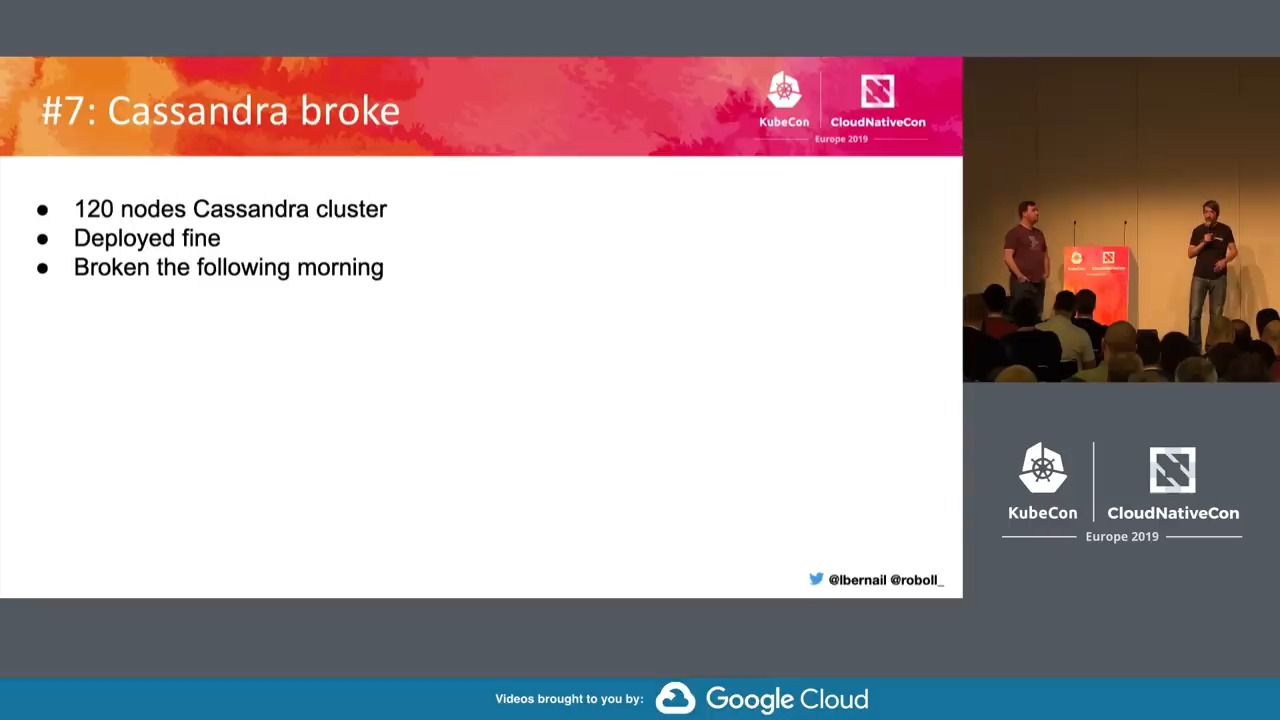 #7: Cassandra broke
KubeCon
CloudNativeCon
Europe 2019
● 120 nodes Cassandra cluster
● Deployed fine
● Broken the following morning
@lbernail @roboll_
KubeCon
CloudNativeCon
Europe 2019
Videos brought to you by:
Google Cloud